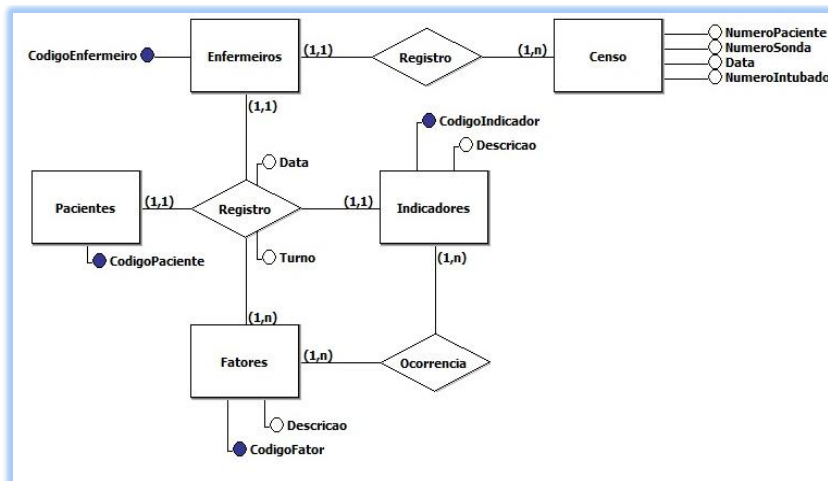 CodigoEnfermeiro
Enfermeiros
(1,1)
Registro
(1,n)
Censo
NumeroPaciente
NumeroSonda
Data
NumeroIntubado
(1,1)
CodigoIndicador
Descricao
Data
Pacientes
(1,1)
Registro
(1,1)
Indicadores
CodigoPaciente
Turno
(1,n)
(1,n)
Fatores
(1,n)
Ocorrencia
Descricao
CodigoFator